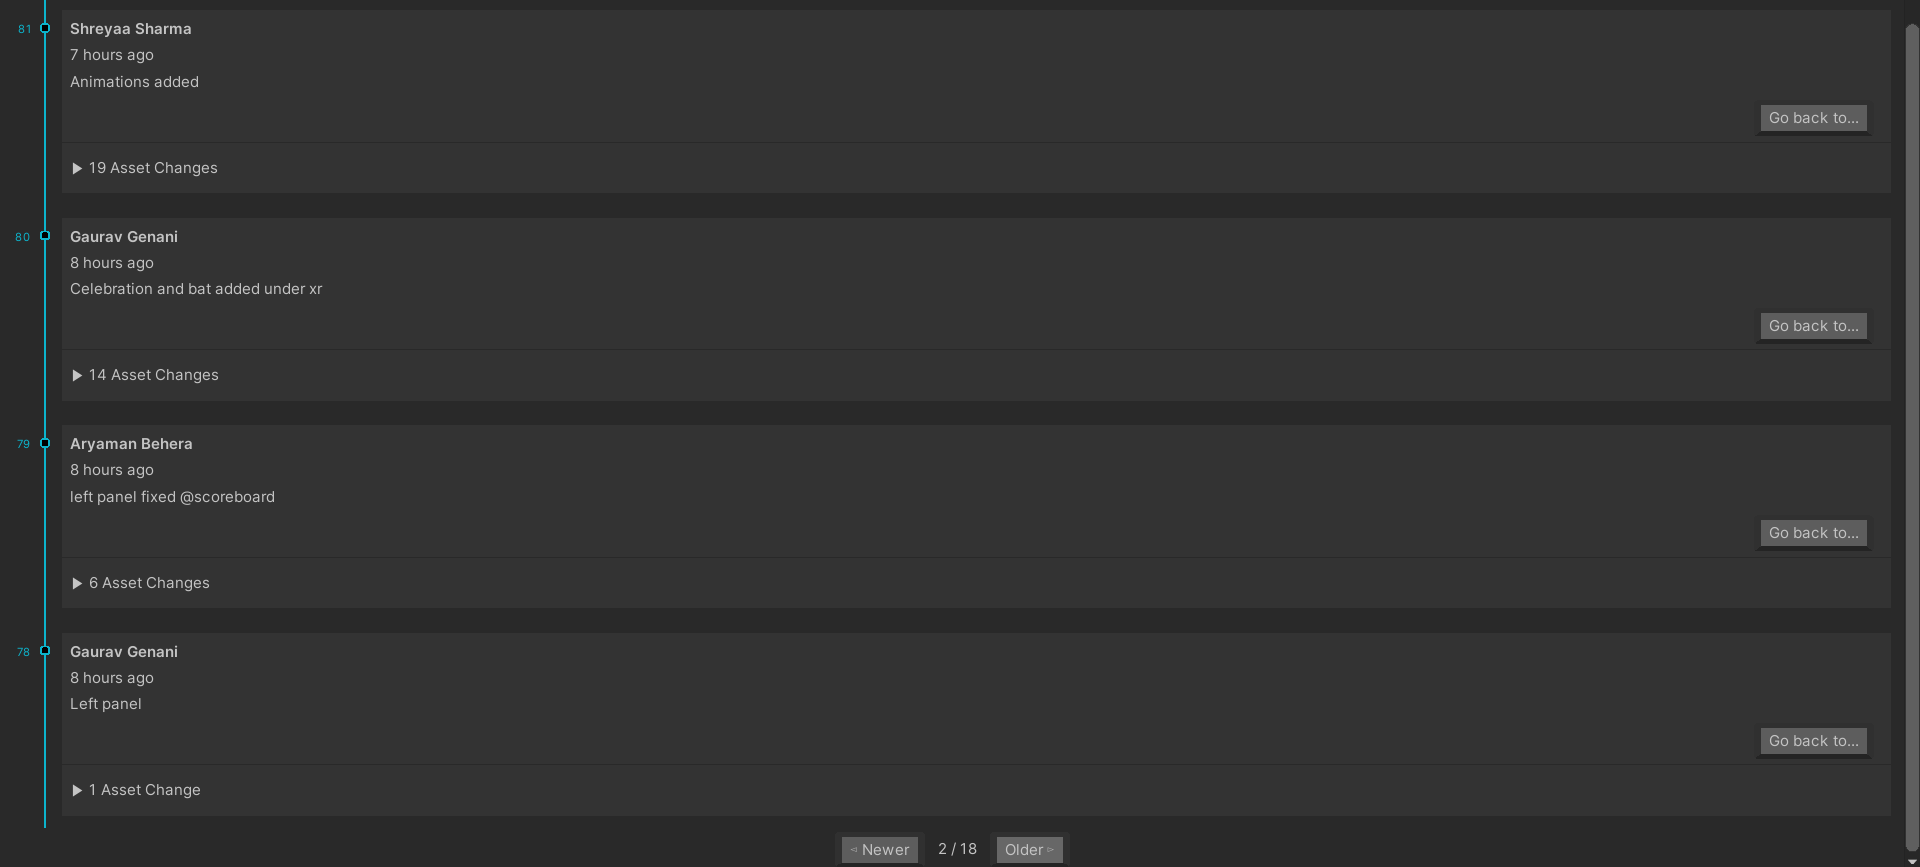 81
Shreyaa Sharma
7 hours ago
Animations added
Go back to...
19 Asset Changes
80
Gaurav Genani
8 hours ago
Celebration and bat added under xr
Go back to...
14 Asset Changes
79
Aryaman Behera
8 hours ago
left panel fixed @scoreboard
Go back to...
6 Asset Changes
78
Gaurav Genani
8 hours ago
Left panel
Go back to...
1 Asset Change
Newer 2 / 18 Older